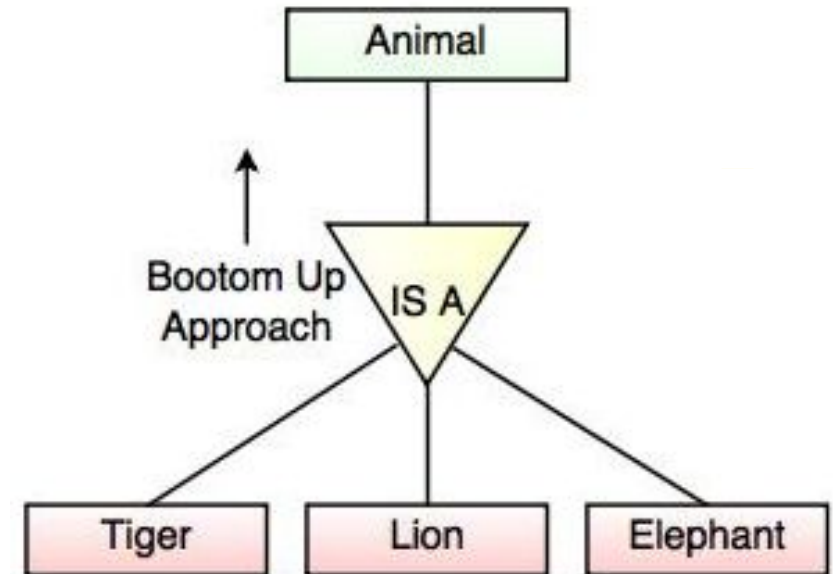 Animal
Bootom Up
Approach
IS A
Tiger
Lion
Elephant